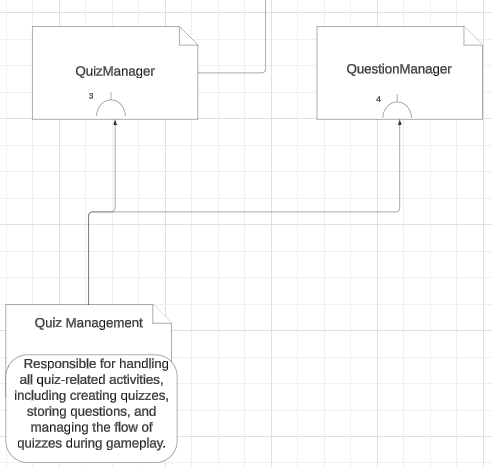 QuizManager
3
QuestionManager
4
Quiz Management
Responsible for handling
all quiz-related activities,
including creating quizzes,
storing questions, and
managing the flow of
quizzes during gameplay.